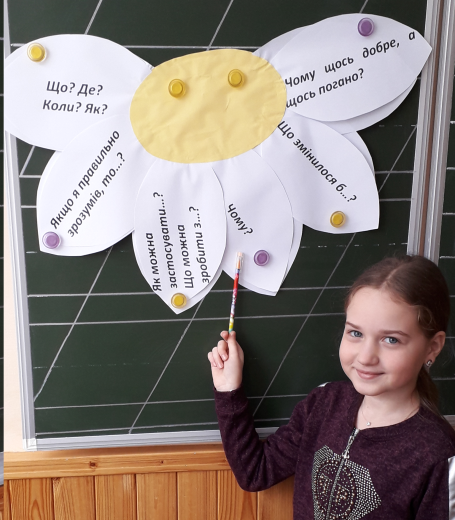 Що? Де?
Коли? Як?
Якщо я правильно
зрозумів, то...?
Як можна
застосувати...?
Що можна
зробити з...?
Чому?
Що змінилося б...?
Чому щось добре, а
щось погано?